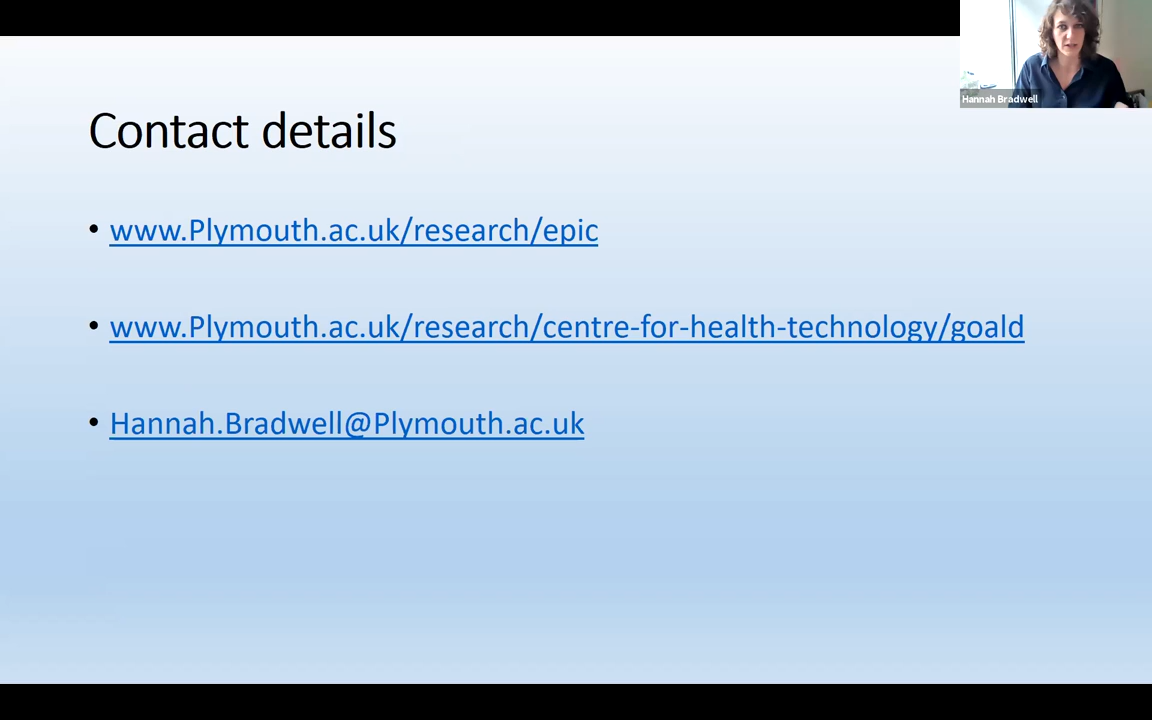 Hannah Bradwell
Contact details
• www.Plymouth.ac.uk/research/epic
• www.Plymouth.ac.uk/research/centre-for-health-technology/goald
• Hannah.Bradwell@Plymouth.ac.uk